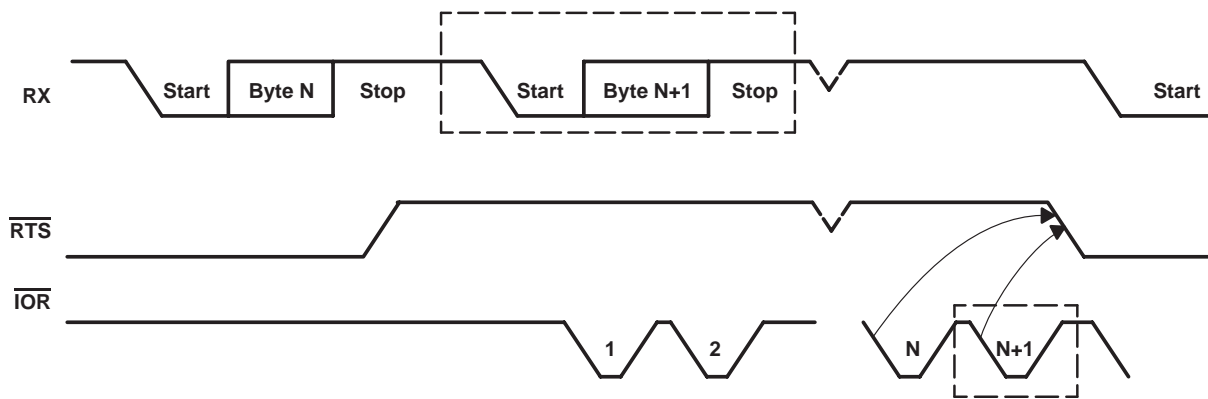 RX Start Byte N Stop Start Byte N+1 Stop Start
RTS
IOR
1 2 N N+1